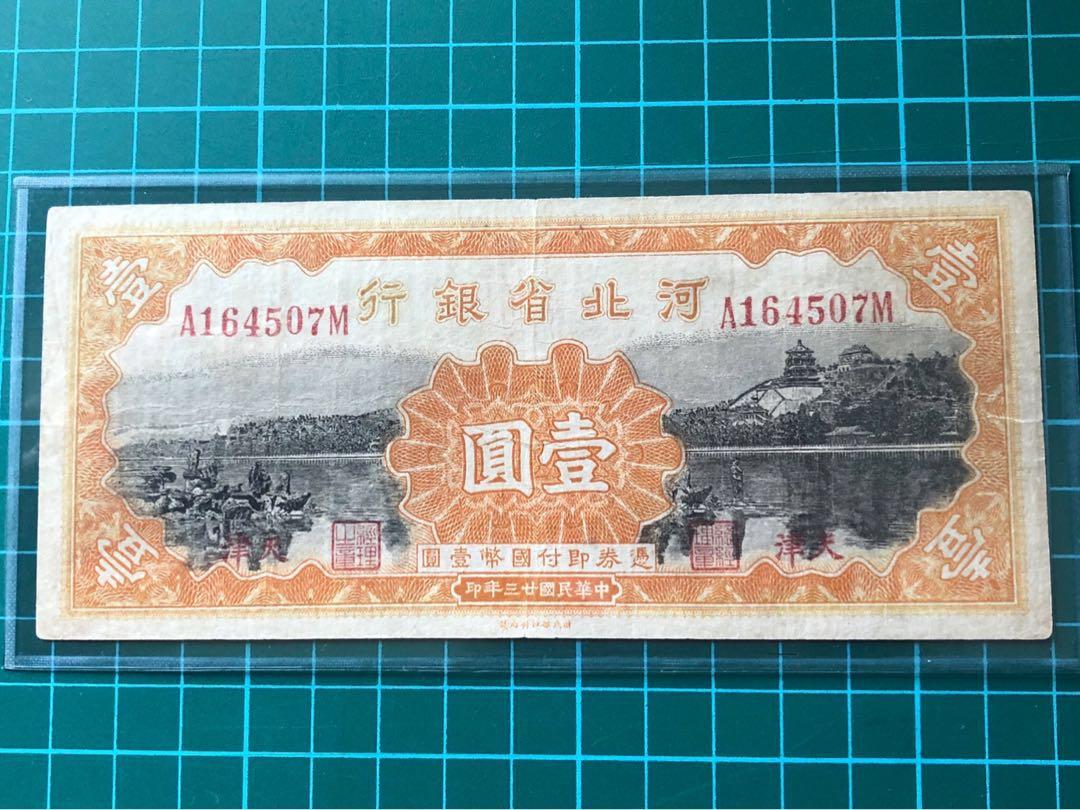 壹
壹
河北省銀行
A164507M
A164507M
壹圓
天津
天津
憑券即付國幣壹圓
中華民國廿三年印
壹
壹